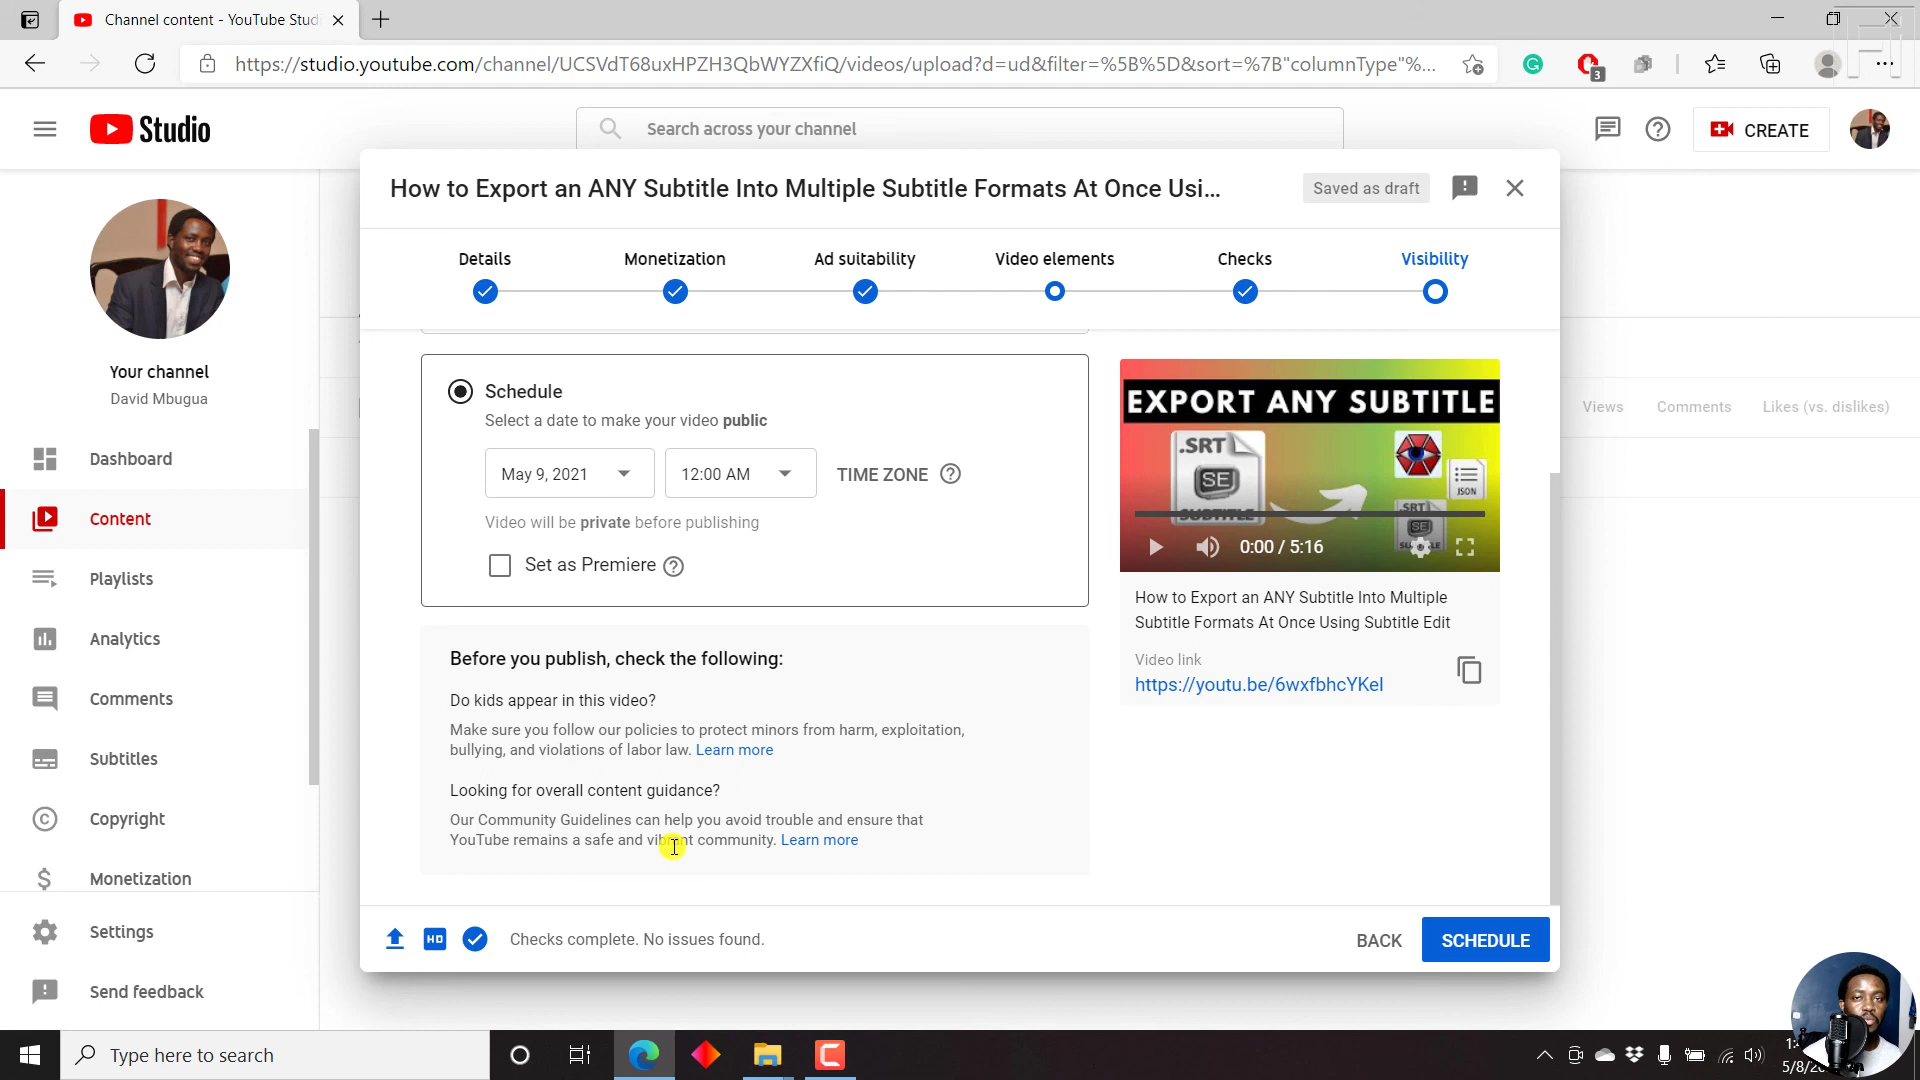 Channel content - YouTube Stud
https://studio.youtube.com/channel/UCSVdT68uxHPZH3QbWYZXfiQ/videos/upload?d=ud&filter=%5B%5D&sort=%7B"columnType"%...
3
Studio
Search across your channel
CREATE
How to Export an ANY Subtitle Into Multiple Subtitle Formats At Once Usi...
Saved as draft
Details
Monetization
Ad suitability
Video elements
Checks
Visibility
Your channel
David Mbugua
Dashboard
Content
Playlists
Analytics
Comments
Subtitles
Copyright
Monetization
Settings
Send feedback
Schedule
Select a date to make your video public
May 9, 2021
12:00 AM
TIME ZONE
Video will be private before publishing
Set as Premiere
Before you publish, check the following:
Do kids appear in this video?
Make sure you follow our policies to protect minors from harm, exploitation,
bullying, and violations of labor law. Learn more
Looking for overall content guidance?
Our Community Guidelines can help you avoid trouble and ensure that
YouTube remains a safe and vibrant community. Learn more
EXPORT ANY SUBTITLE
.SRT
SE
SUBTITLE
JSON
.SRT
SE
0:00 / 5:16
How to Export an ANY Subtitle Into Multiple
Subtitle Formats At Once Using Subtitle Edit
Video link
https://youtu.be/6wxfbhcYKeI
Views
Comments
Likes (vs. dislikes)
HD
Checks complete. No issues found.
BACK
SCHEDULE
Type here to search